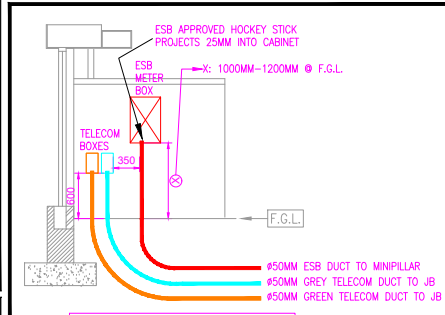 ESB APPROVED HOCKEY STICK
PROJECTS 25MM INTO CABINET
ESB
METER
BOX
X: 1000MM-1200MM @ F.G.L.
TELECOM
BOXES
350
X
600
F.G.L.
ø50MM ESB DUCT TO MINIPILLAR
ø50MM GREY TELECOM DUCT TO JB
ø50MM GREEN TELECOM DUCT TO JB